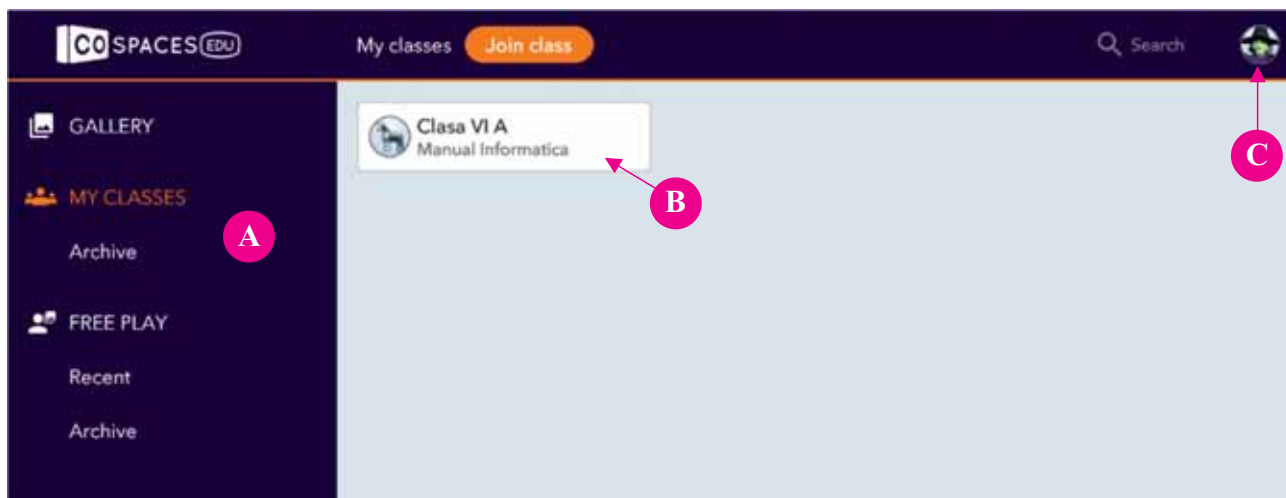 CO SPACES EDU
My classes
Join class
Search
GALLERY
MY CLASSES
Archive
FREE PLAY
Recent
Archive
Clasa VI A
Manual Informatica
A
B
C